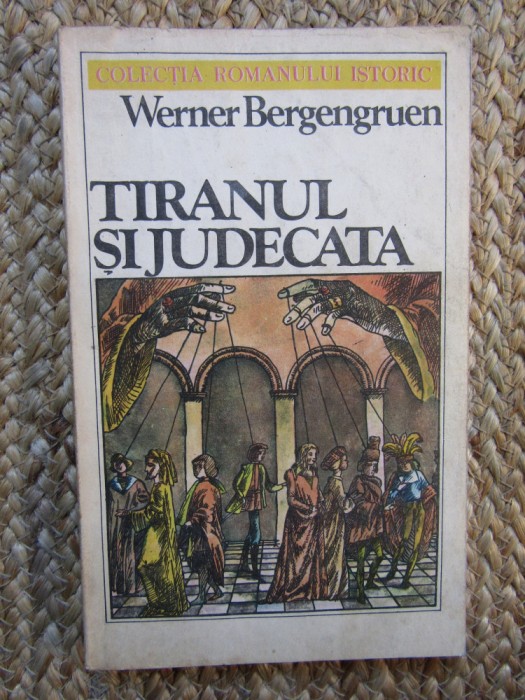 COLECȚIA ROMANULUI ISTORIC
Werner Bergengruen
TIRANUL
ȘI JUDECATA